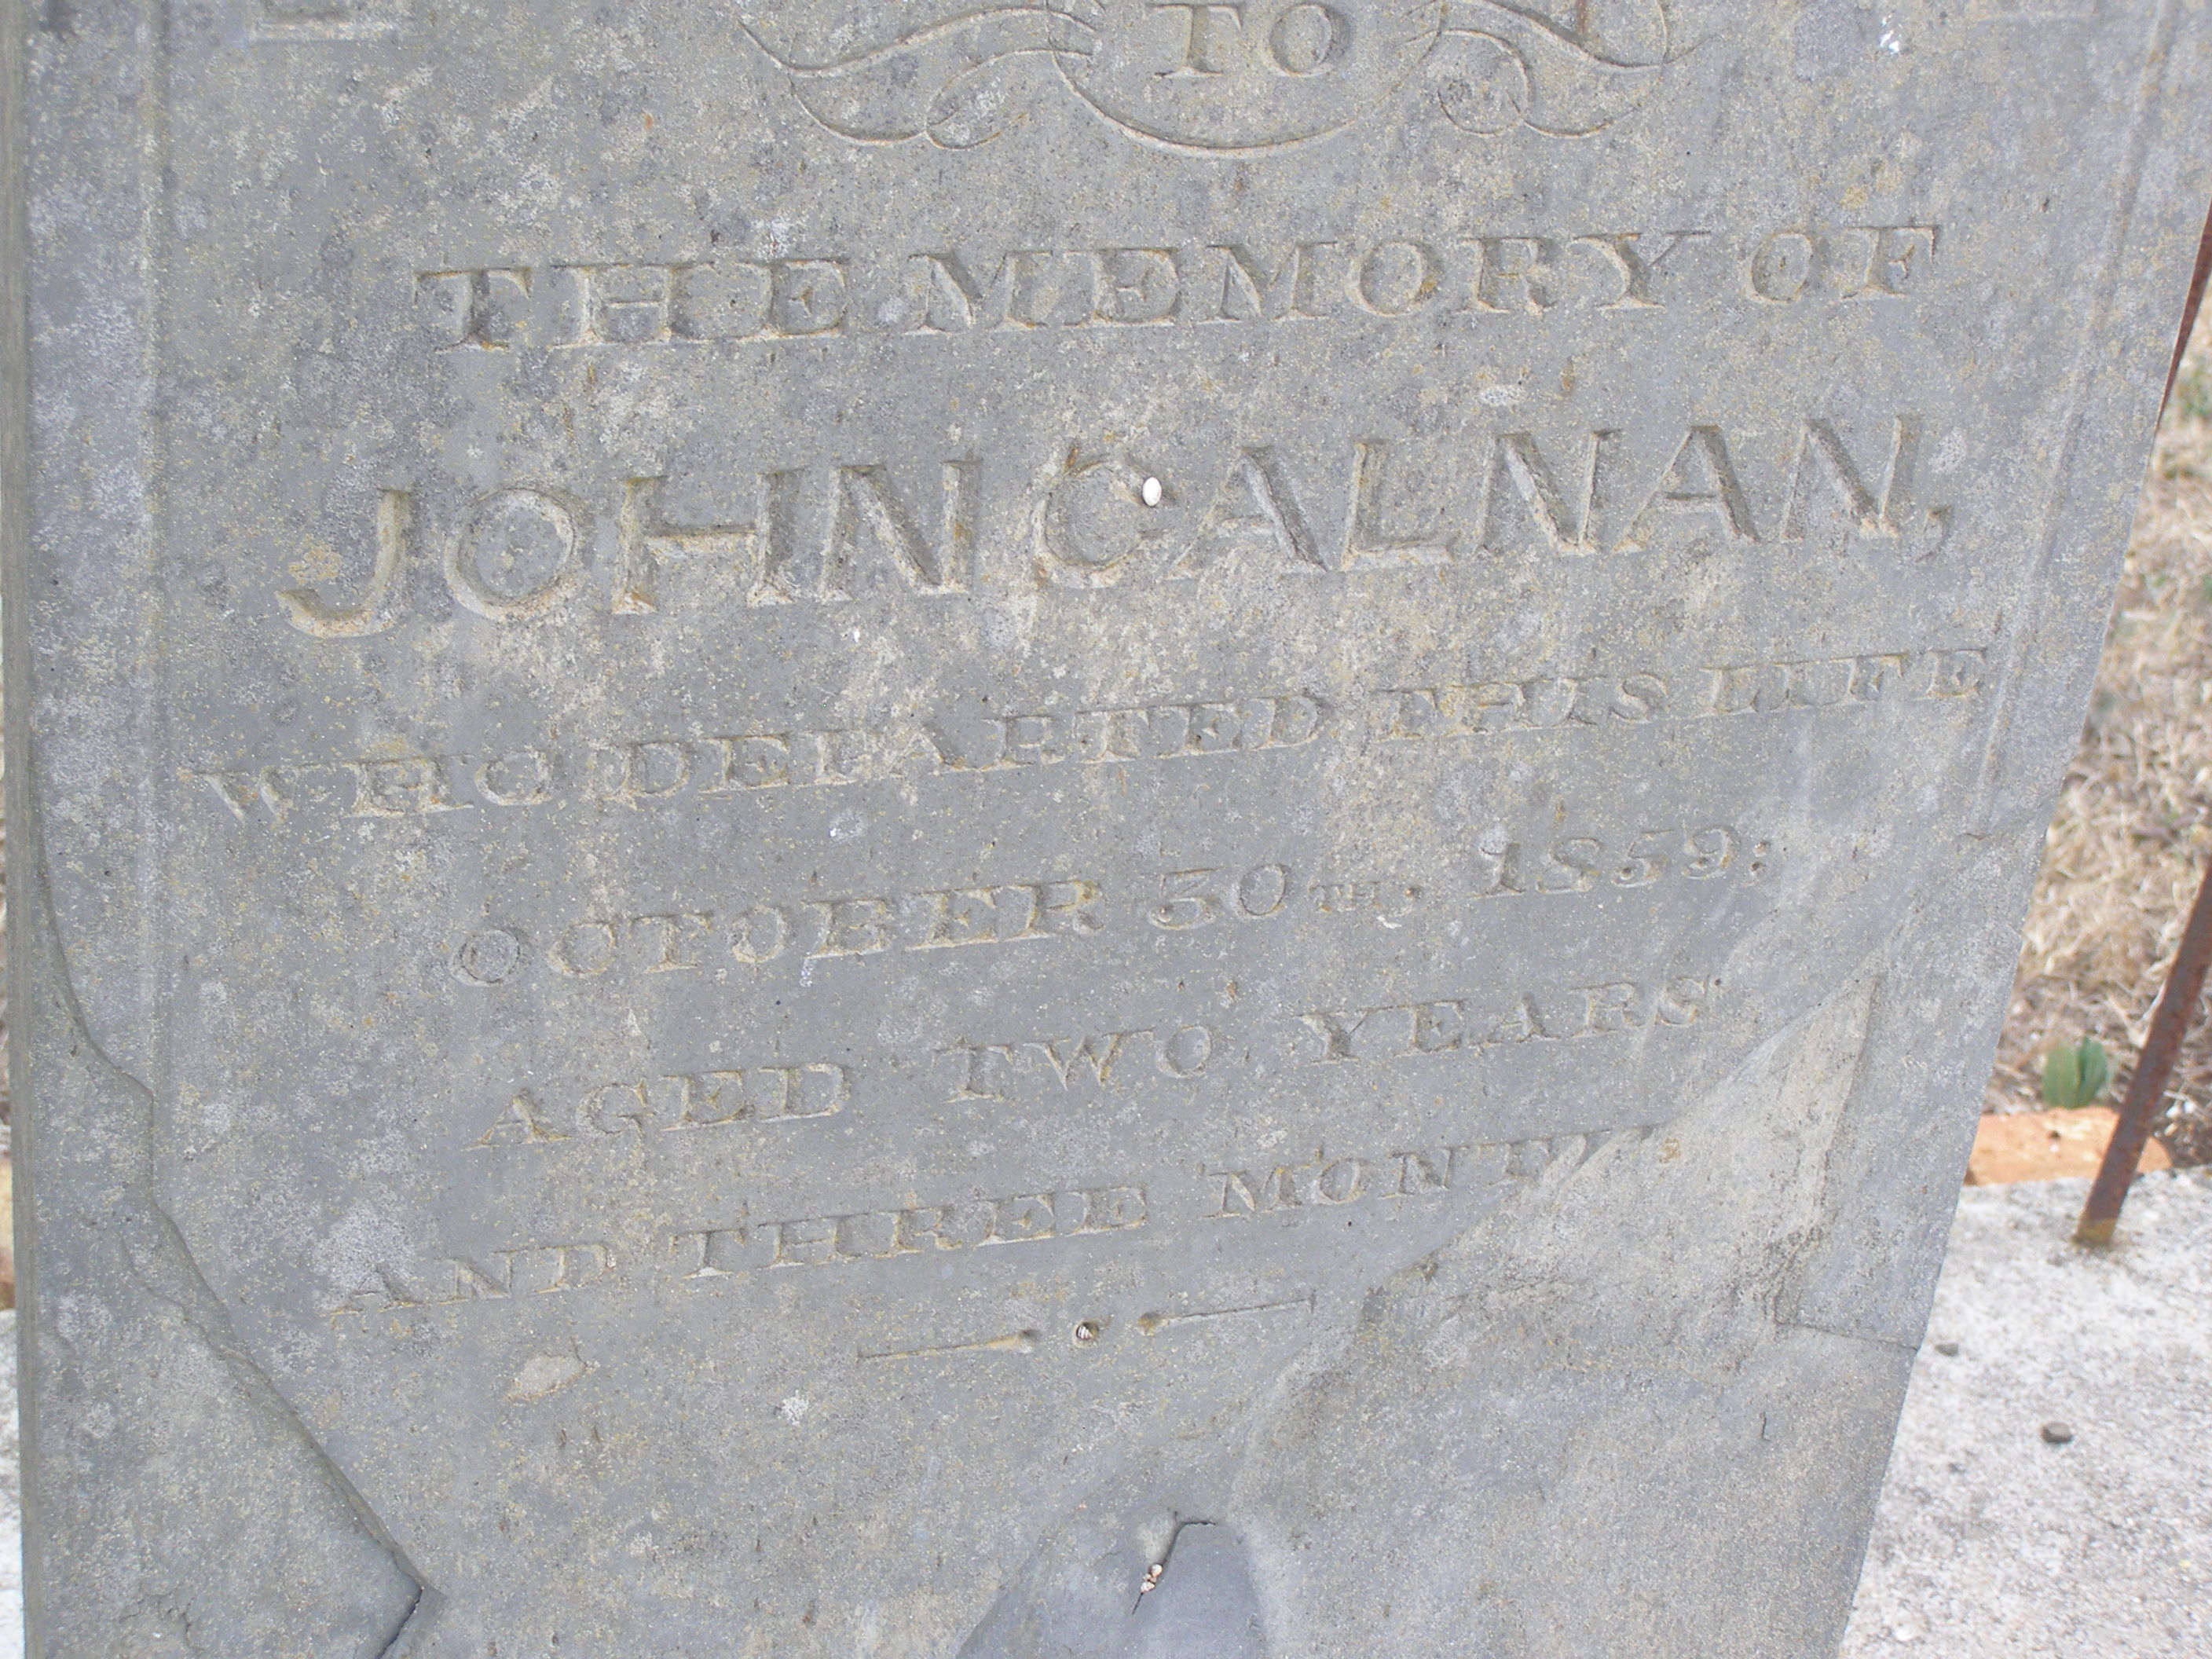 TO
THE MEMORY OF
JOHN CALNAN,
WHO DEPARTED THIS LIFE
OCTOBER 30TH. 1859;
AGED TWO YEARS
AND THREE